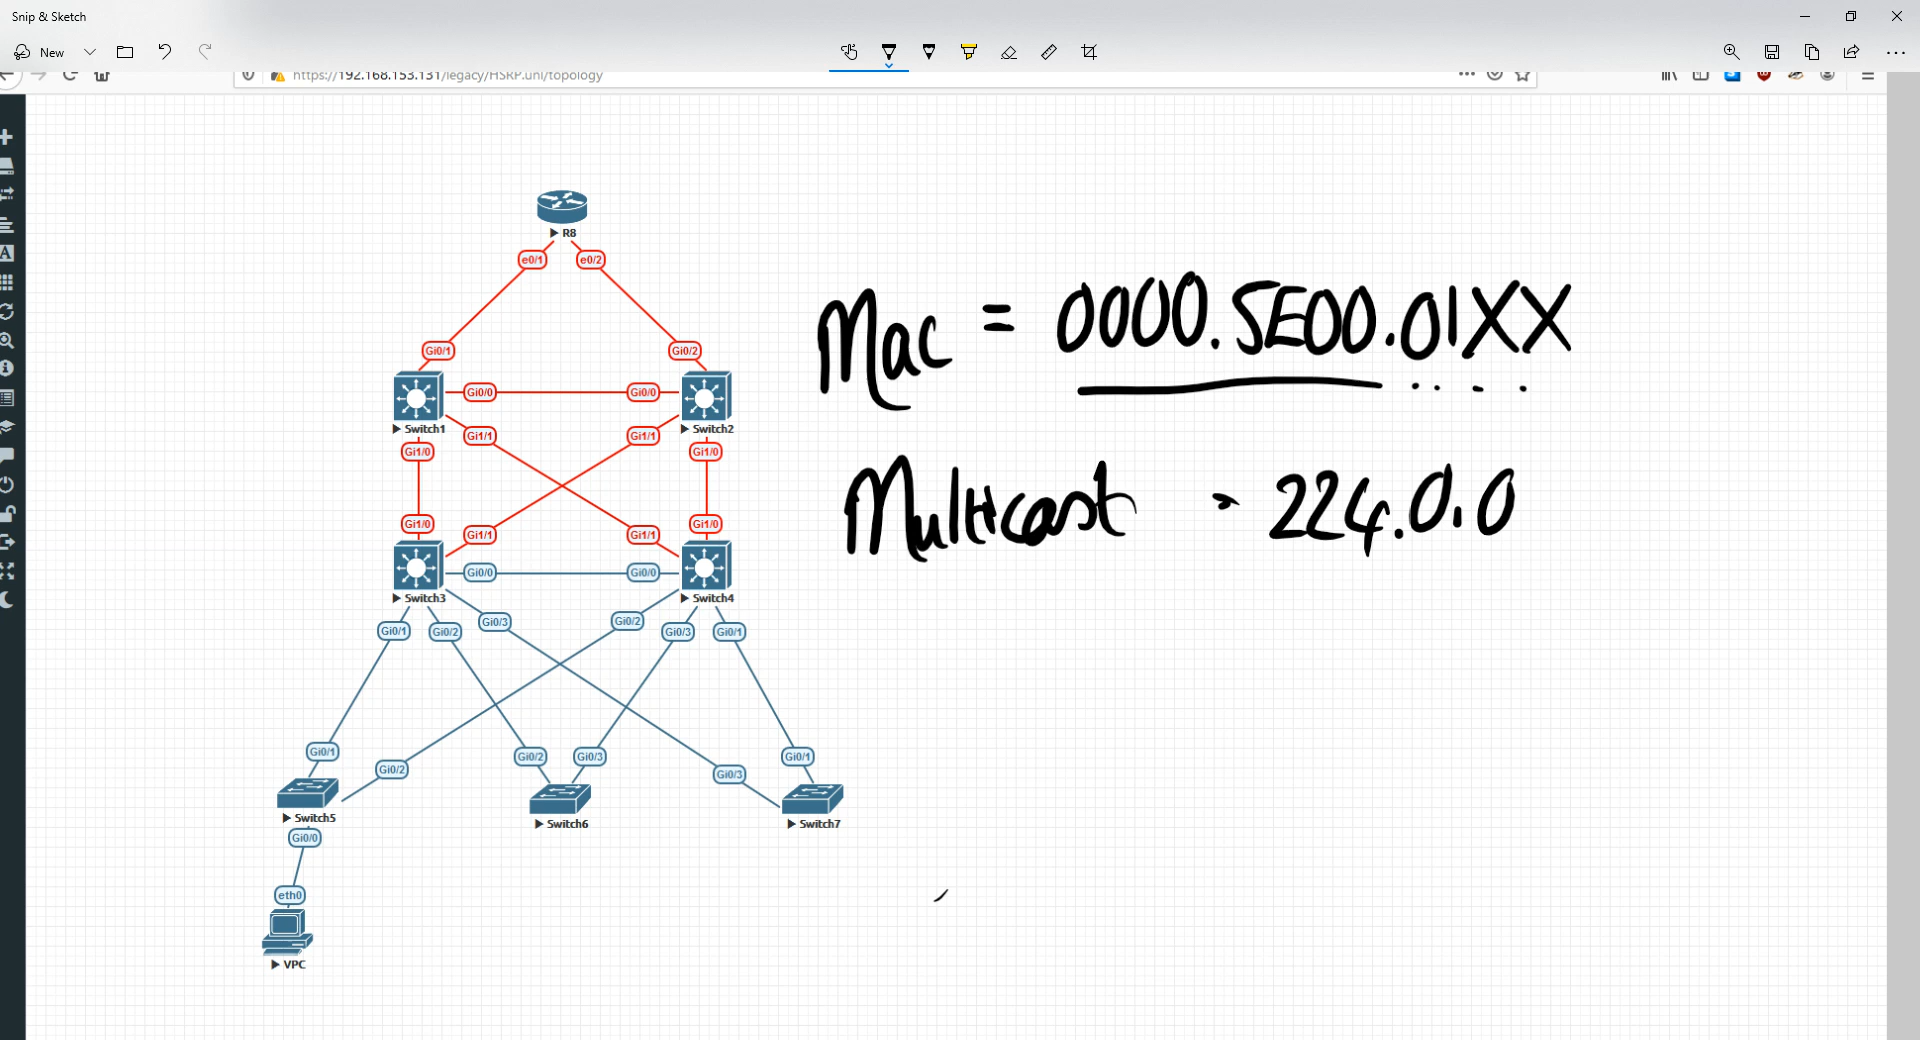 Snip & Sketch
New
https://192.168.153.131/legacy/HSRP.unl/topology
R8
e0/1 e0/2
Gi0/1 Gi0/2
Gi0/0 Gi0/0
Switch1 Switch2
Gi1/1 Gi1/1
Gi1/0 Gi1/0
Gi1/0 Gi1/0
Gi1/1 Gi1/1
Gi0/0 Gi0/0
Switch3 Switch4
Gi0/1 Gi0/2 Gi0/3 Gi0/2 Gi0/3 Gi0/1
Gi0/1 Gi0/2 Gi0/2 Gi0/3 Gi0/3 Gi0/1
Switch5 Switch6 Switch7
Gi0/0
eth0
VPC
Mac = 0000.5E00.01XX
Multicast - 224.0.0